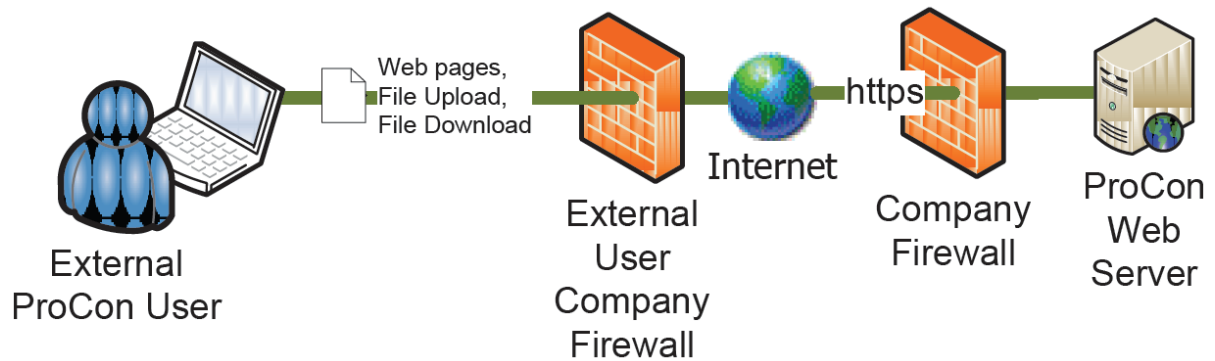 External
ProCon User
Web pages,
File Upload,
File Download
External
User
Company
Firewall
Internet
https
Company
Firewall
ProCon
Web
Server